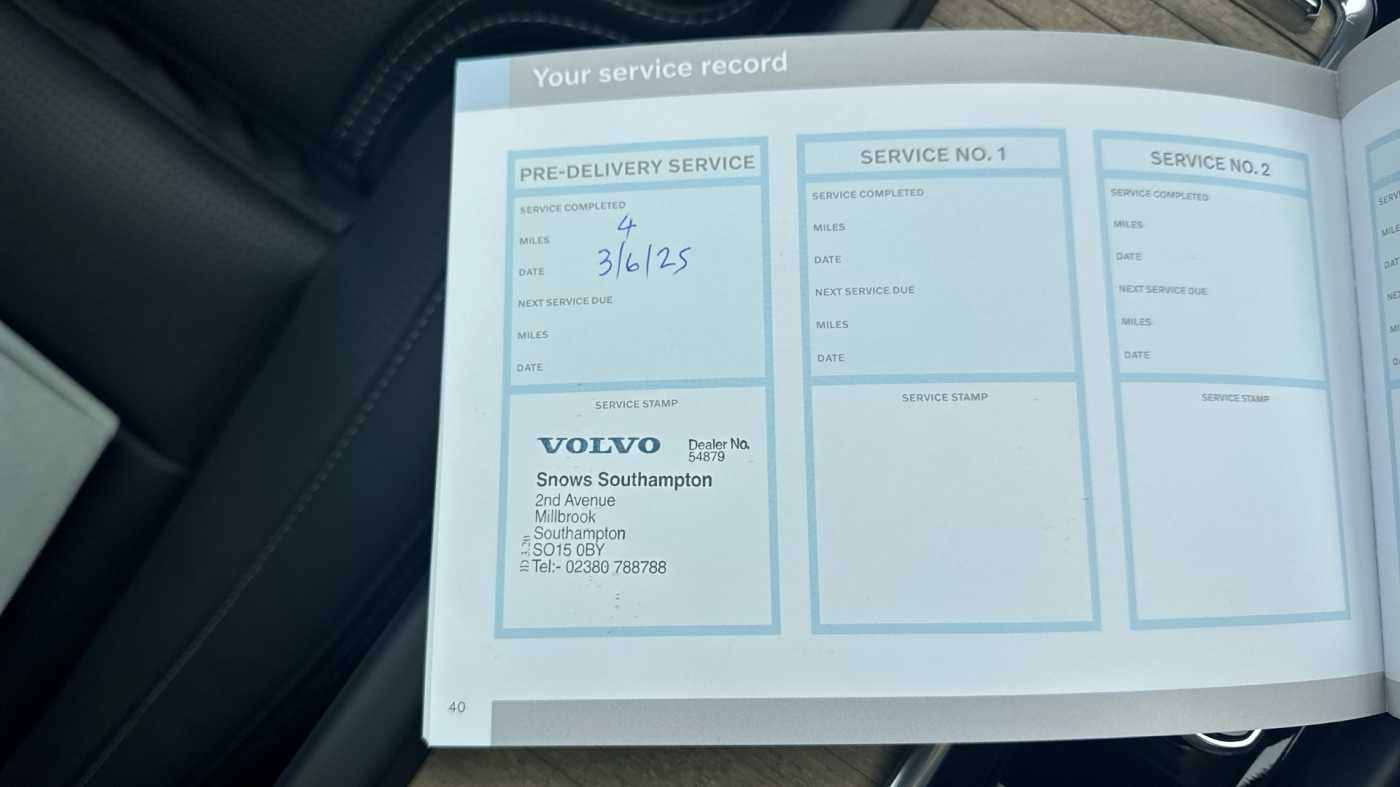 Your service record
PRE-DELIVERY SERVICE
SERVICE COMPLETED
MILES 4
DATE 3/6/25
NEXT SERVICE DUE
MILES
DATE
SERVICE STAMP
VOLVO Dealer No.
54879
Snows Southampton
2nd Avenue
Millbrook
Southampton
SO15 0BY
Tel:- 02380 788788
SERVICE NO. 1
SERVICE COMPLETED
MILES
DATE
NEXT SERVICE DUE
MILES
DATE
SERVICE STAMP
SERVICE NO. 2
SERVICE COMPLETED
MILES
DATE
NEXT SERVICE DUE
MILES
DATE
SERVICE STAMP
40